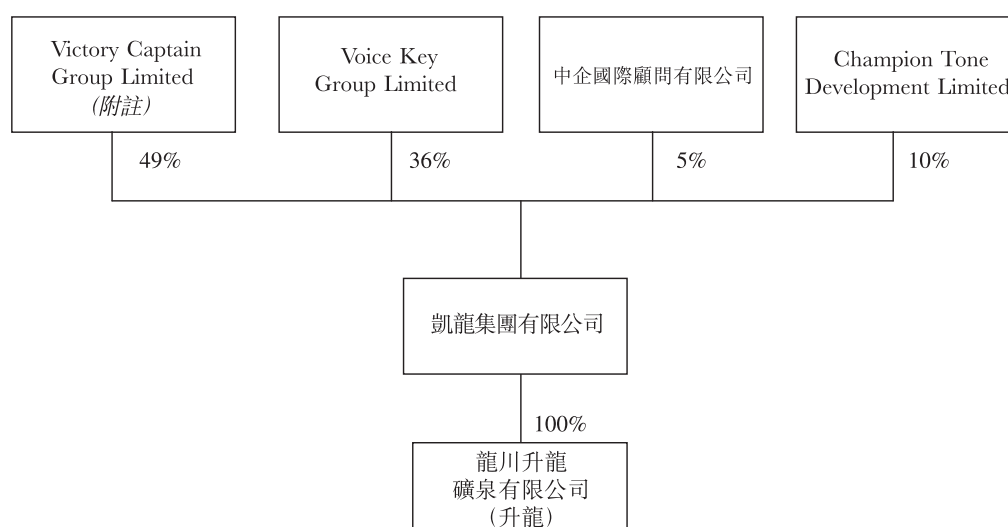 Victory Captain
Group Limited
(附註)
Voice Key
Group Limited
中企國際顧問有限公司
Champion Tone
Development Limited
49%
36%
5%
10%
凱龍集團有限公司
100%
龍川升龍
礦泉有限公司
(升龍)